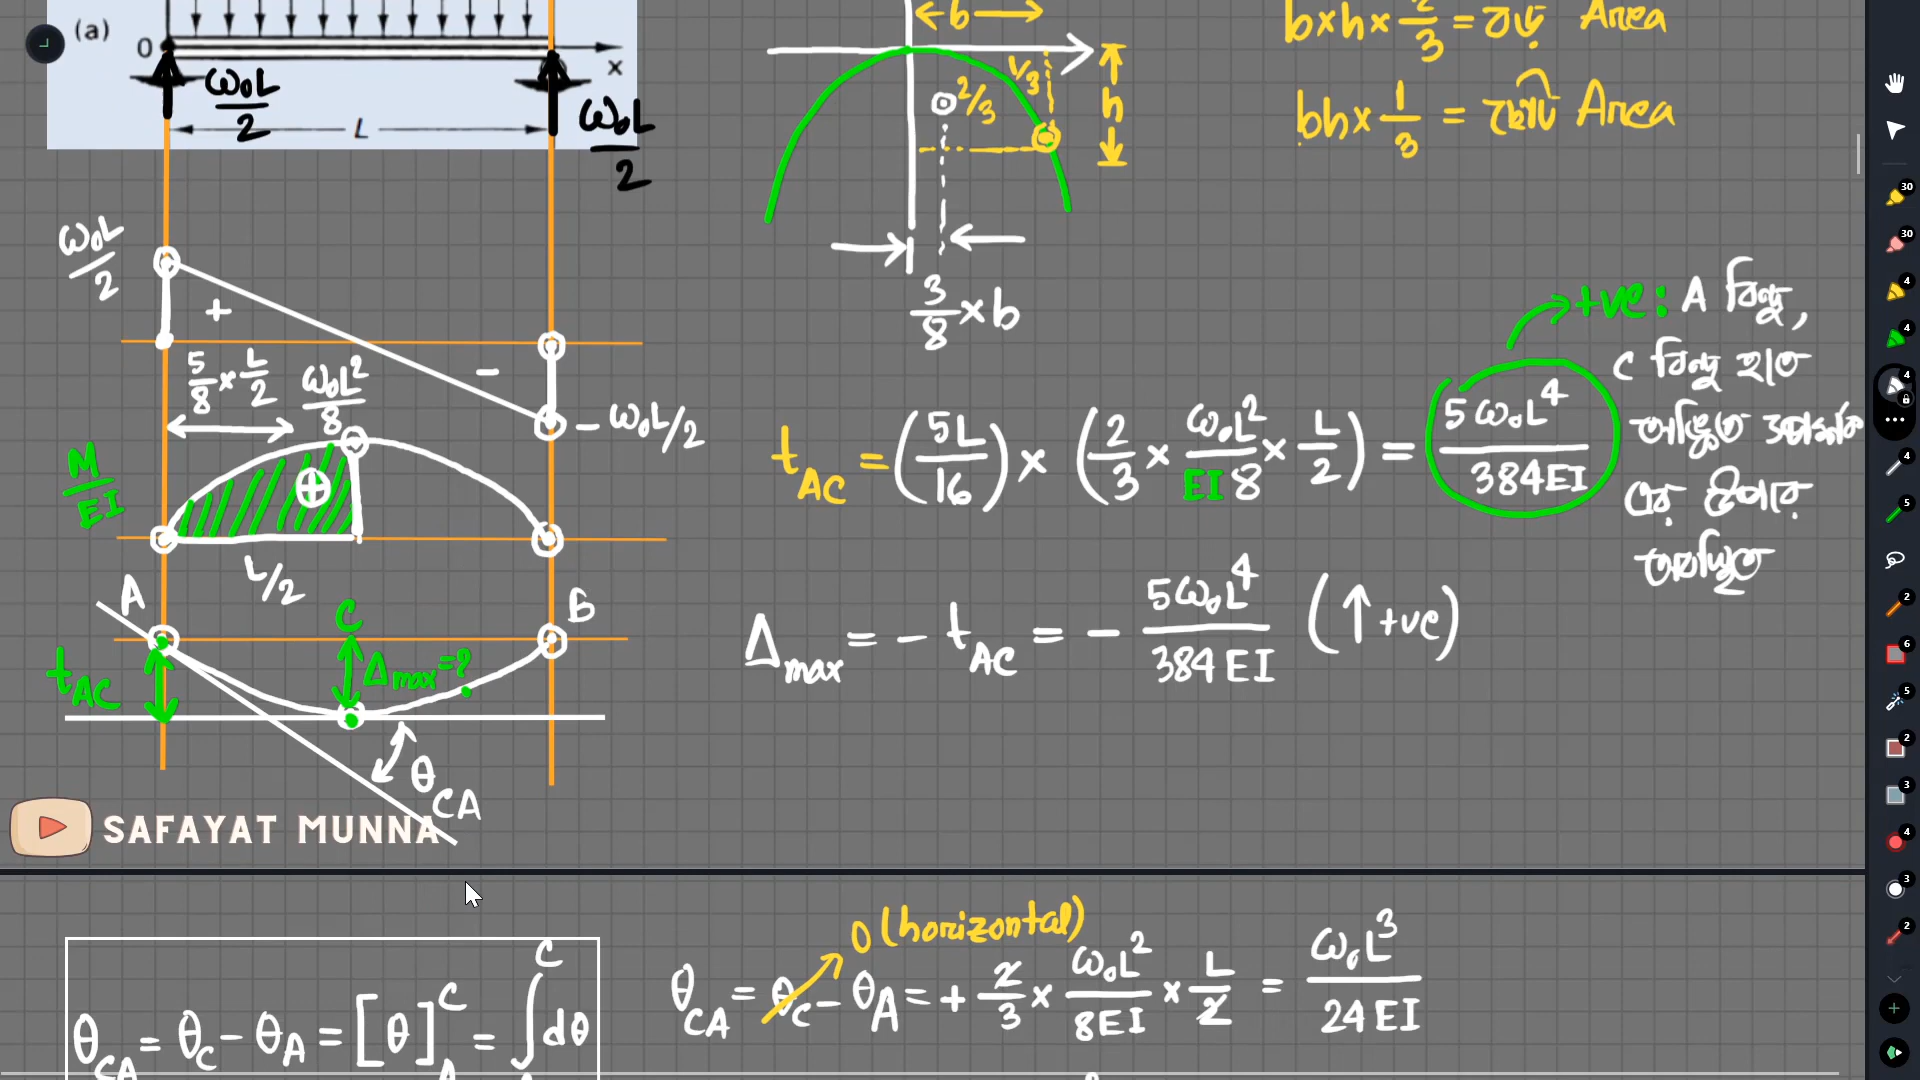 (a)
0
x
ω₀L/2
L
ω₀L/2
b
h
1/3
2/3
3/8 × b
b×h× 2/3 = বড় Area
bh× 1/3 = ছোট Area
ω₀L/2
+
-
- ω₀L/2
5/8 × L/2
ω₀L²/8
M/EI
+
L/2
A
C
B
t_AC
Δmax=?
θ_CA
t_AC = (5L/16) × (2/3 × ω₀L²/EI 8 × L/2) = 5ω₀L⁴/384EI
+ve: A বিন্দু,
C বিন্দু হতে
এর উপরে
Δmax = - t_AC = - 5ω₀L⁴/384 EI (↑+ve)
SAFAYAT MUNNA
0 (horizontal)
θ_CA = θ_C - θ_A = + 2/3 × ω₀L²/8EI × L/2 = ω₀L³/24 EI
θ_CA = θ_C - θ_A = [θ]_A^C = ∫^C dθ